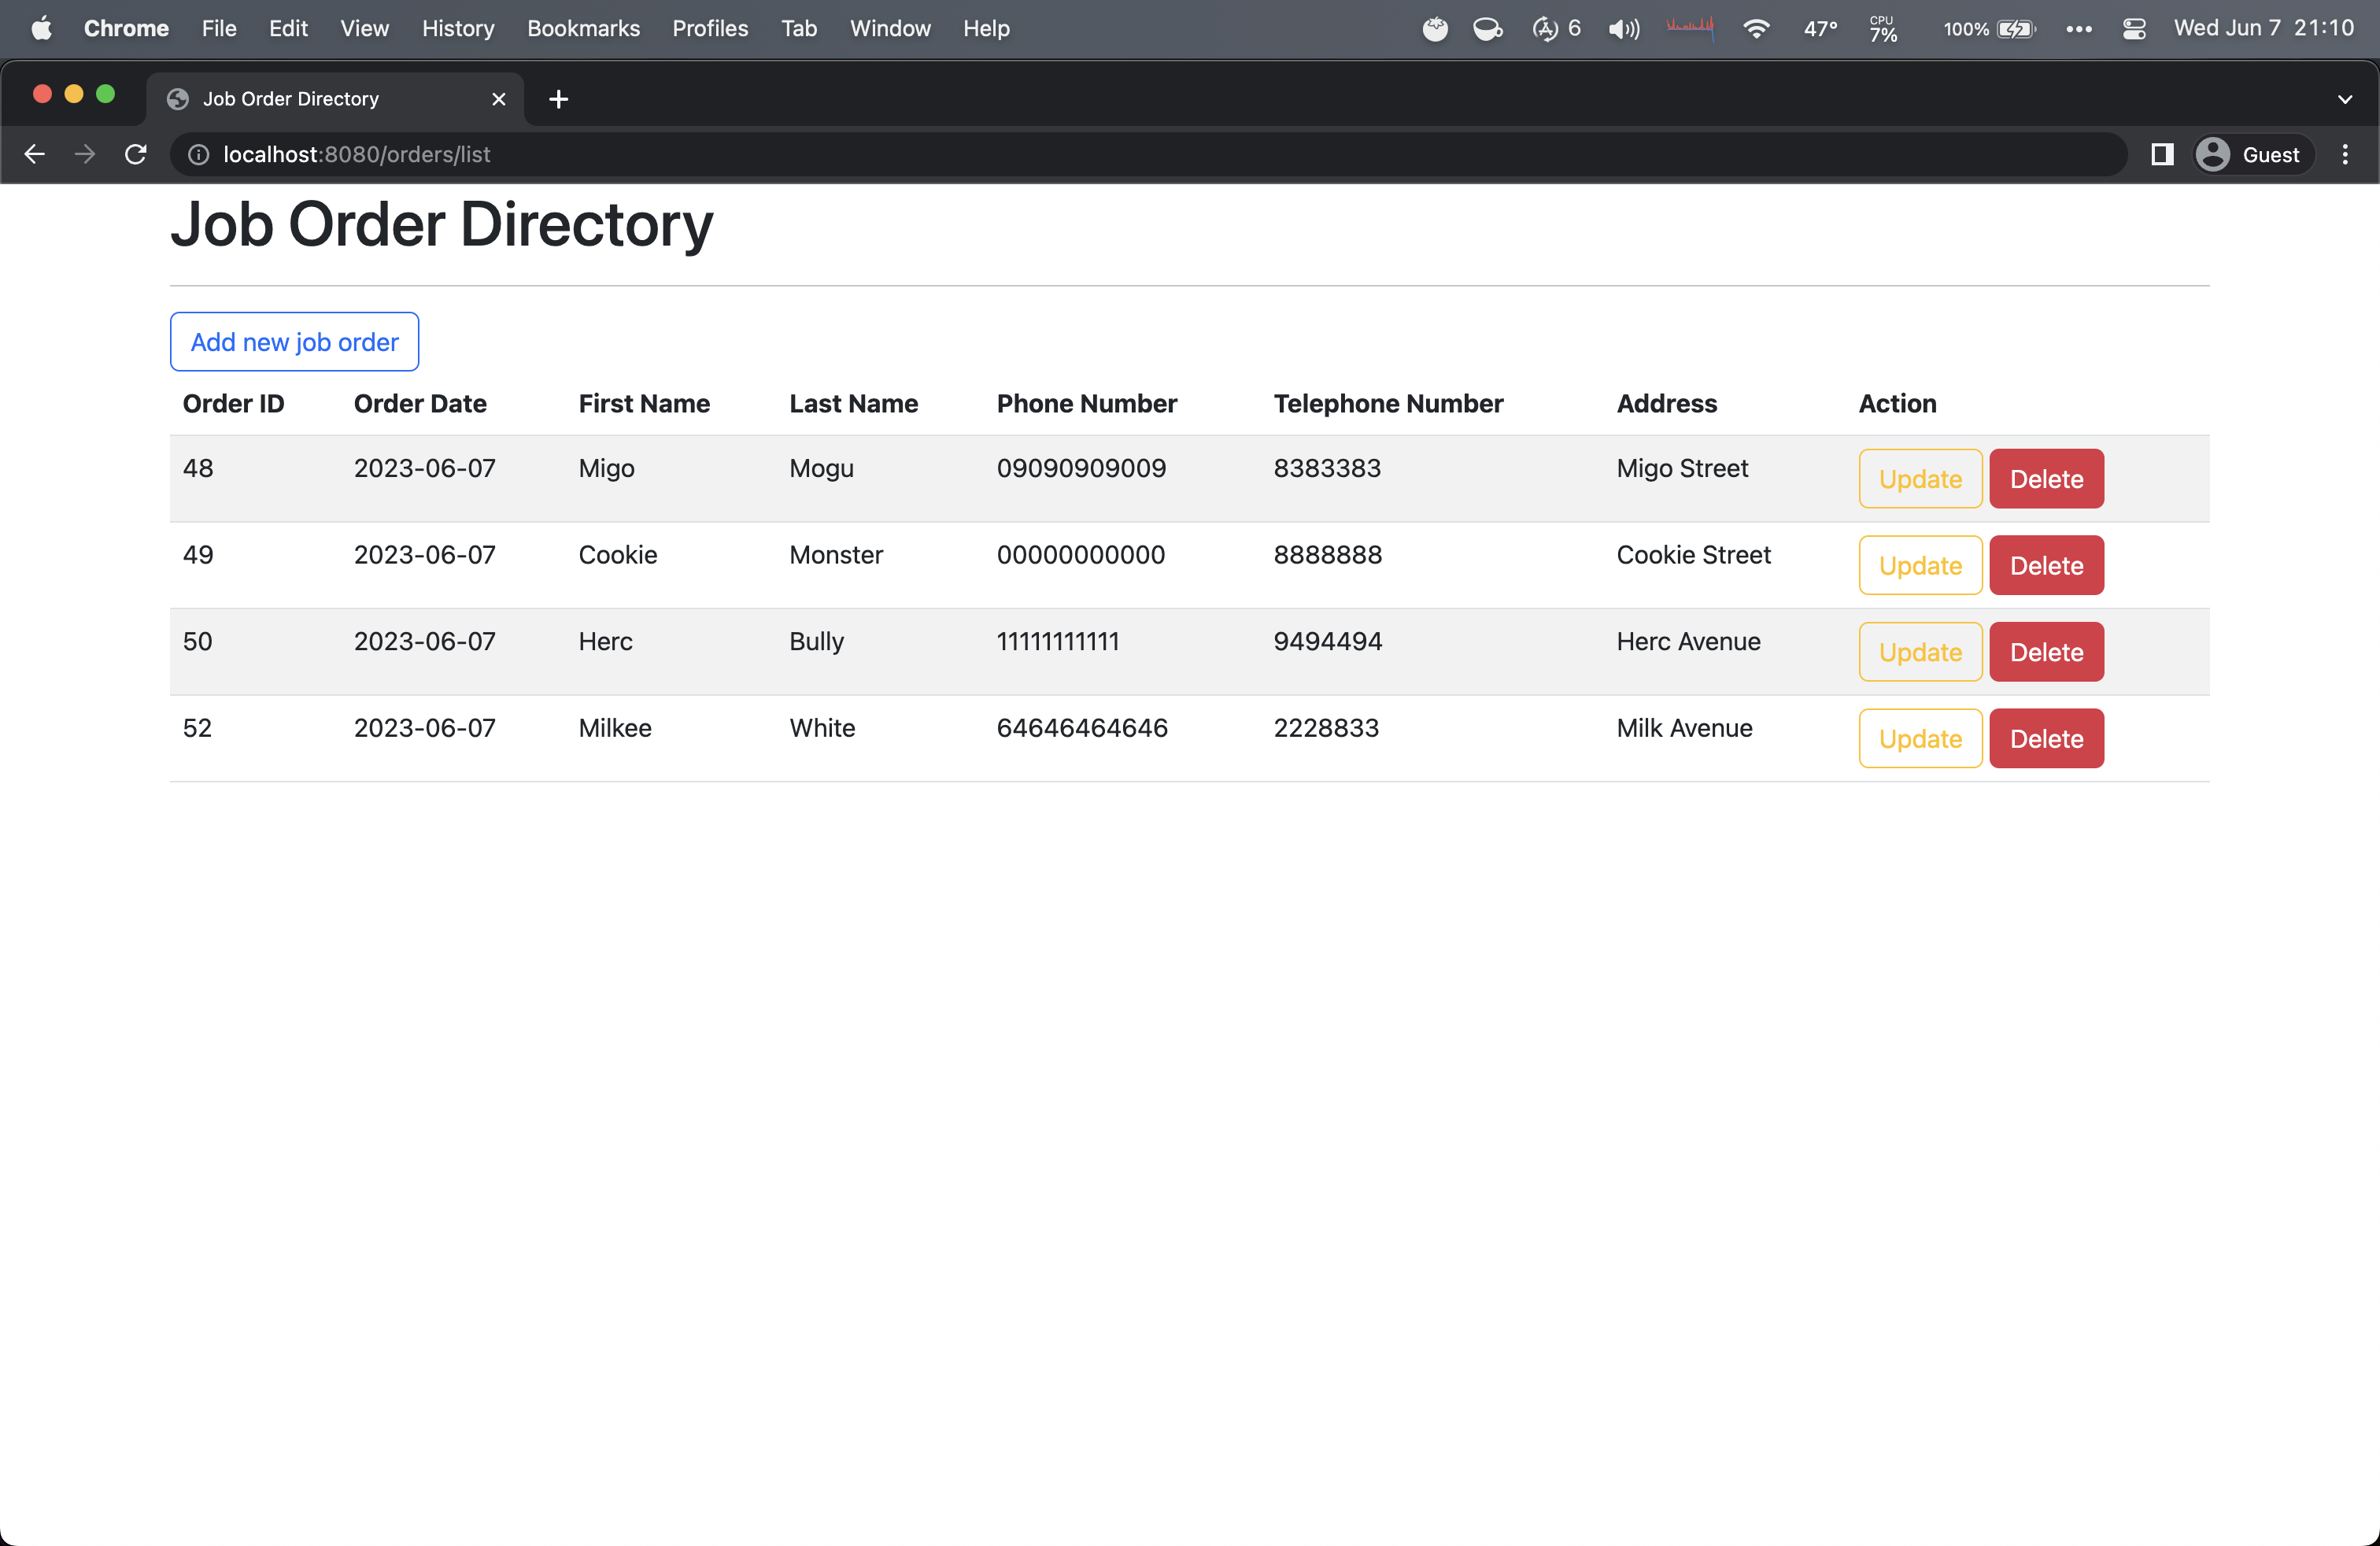 Chrome File Edit View History Bookmarks Profiles Tab Window Help 6 47° CPU 7% 100% Wed Jun 7 21:10
Job Order Directory
localhost:8080/orders/list Guest
Job Order Directory
Add new job order
Order ID Order Date First Name Last Name Phone Number Telephone Number Address Action
48 2023-06-07 Migo Mogu 09090909009 8383383 Migo Street Update Delete
49 2023-06-07 Cookie Monster 00000000000 8888888 Cookie Street Update Delete
50 2023-06-07 Herc Bully 11111111111 9494494 Herc Avenue Update Delete
52 2023-06-07 Milkee White 64646464646 2228833 Milk Avenue Update Delete